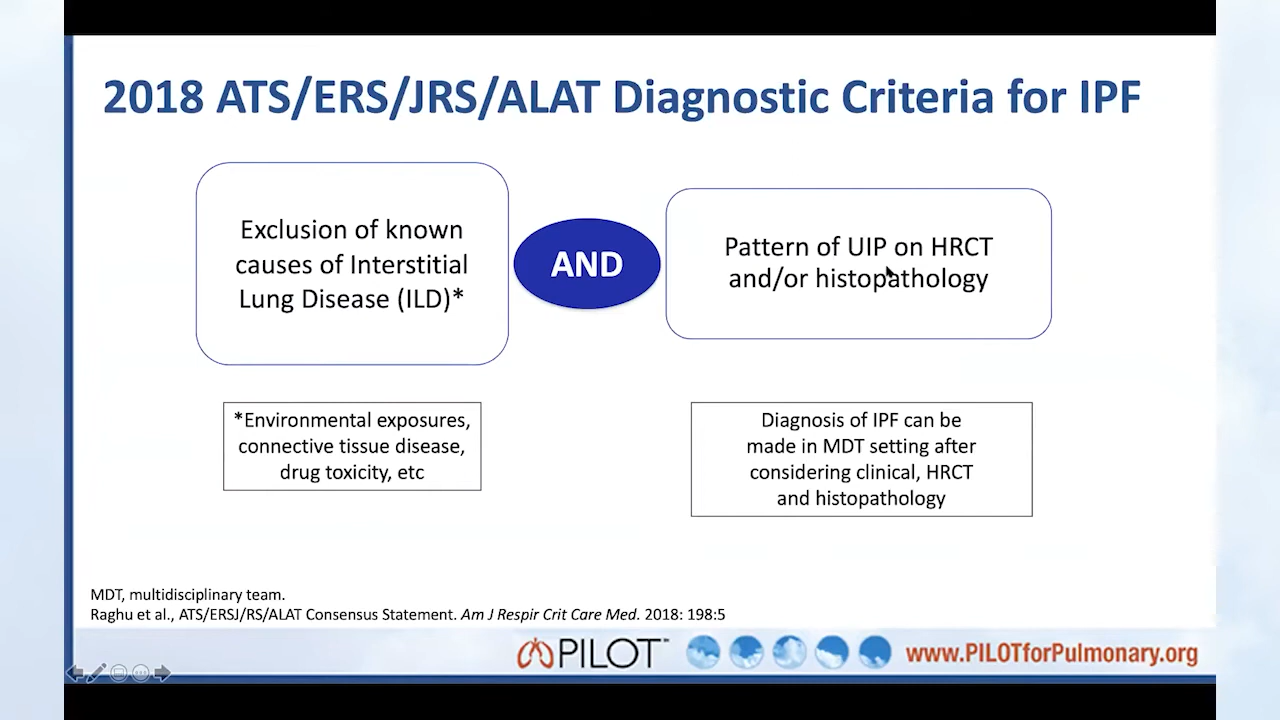 2018 ATS/ERS/JRS/ALAT Diagnostic Criteria for IPF
Exclusion of known
causes of Interstitial
Lung Disease (ILD)*
AND
Pattern of UIP on HRCT
and/or histopathology
*Environmental exposures,
connective tissue disease,
drug toxicity, etc
Diagnosis of IPF can be
made in MDT setting after
considering clinical, HRCT
and histopathology
MDT, multidisciplinary team.
Raghu et al., ATS/ERSJ/RS/ALAT Consensus Statement. Am J Respir Crit Care Med. 2018: 198:5
PILOT™
www.PILOTforPulmonary.org